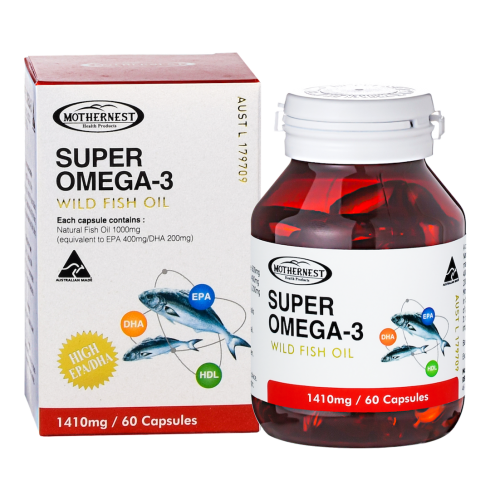 MOTHERNEST
Health Products
AUST L 179709
SUPER
OMEGA-3
WILD FISH OIL
Each capsule contains :
Natural Fish Oil 1000mg
(equivalent to EPA 400mg/DHA 200mg)
AUSTRALIAN MADE
EPA
DHA
HDL
HIGH
EPA/DHA
1410mg / 60 Capsules
MOTHERNEST
Health Products
SUPER
OMEGA-3
WILD FISH OIL
AUST L 179709
EPA
DHA
HDL
1410mg / 60 Capsules